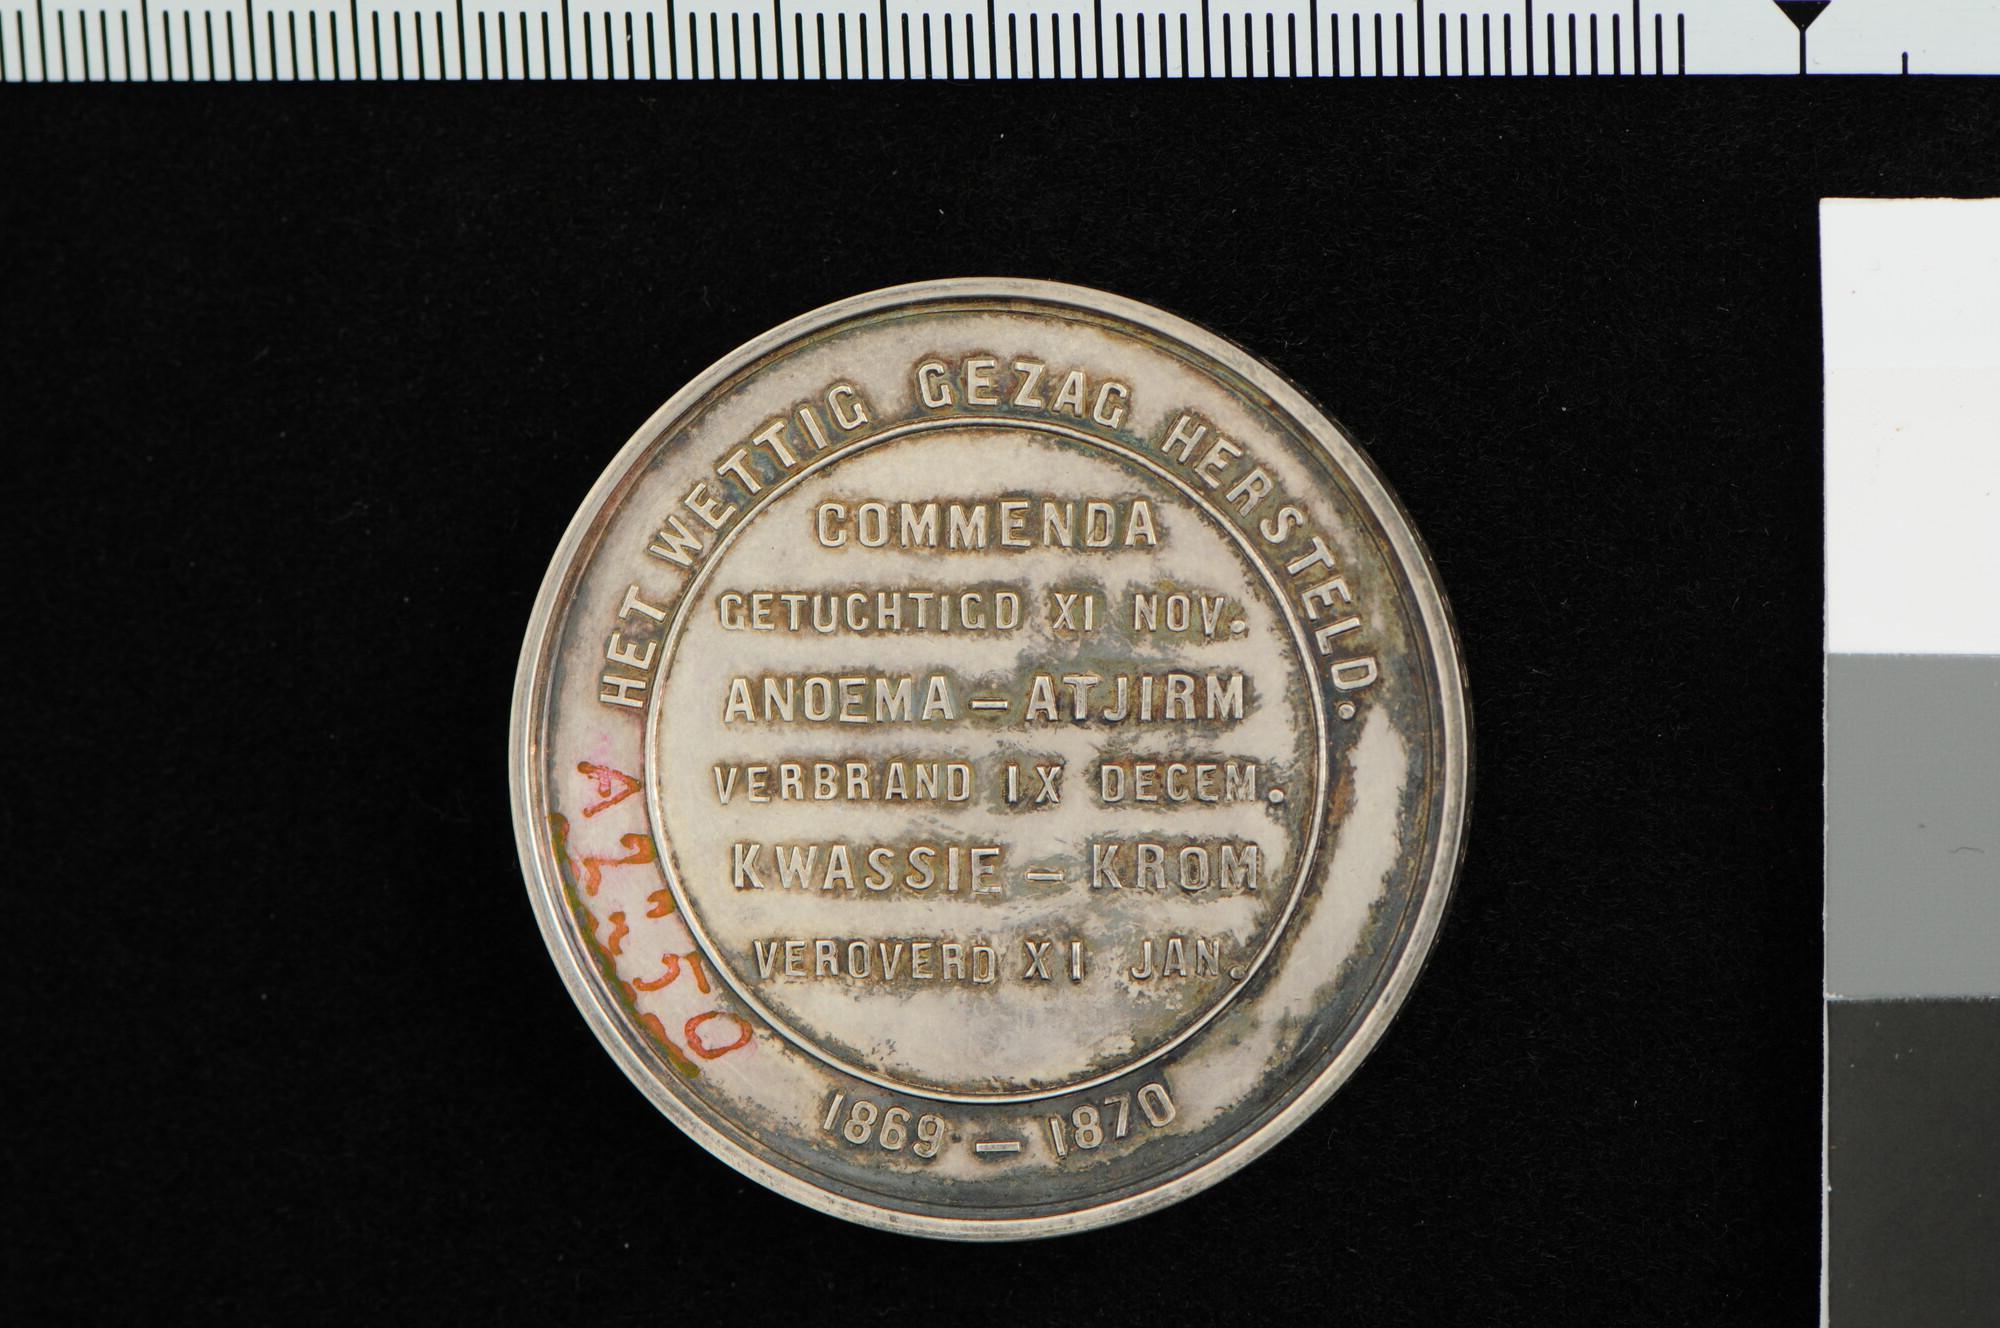 HET WETTIG GEZAG HERSTELD.
COMMENDA
GETUCHTIGD XI NOV.
ANOEMA – ATJIRM
VERBRAND IX DECEM.
KWASSIE – KROM
VEROVERD XI JAN.
1869 – 1870